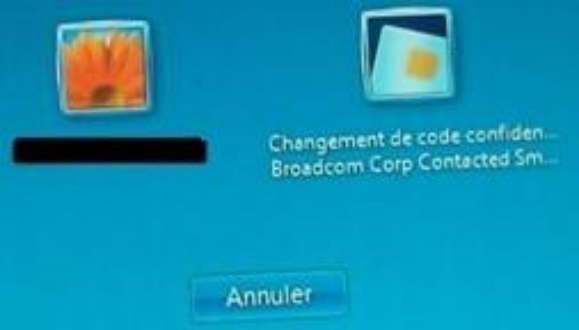 Changement de code confiden...
Broadcom Corp Contacted Sm...
Annuler